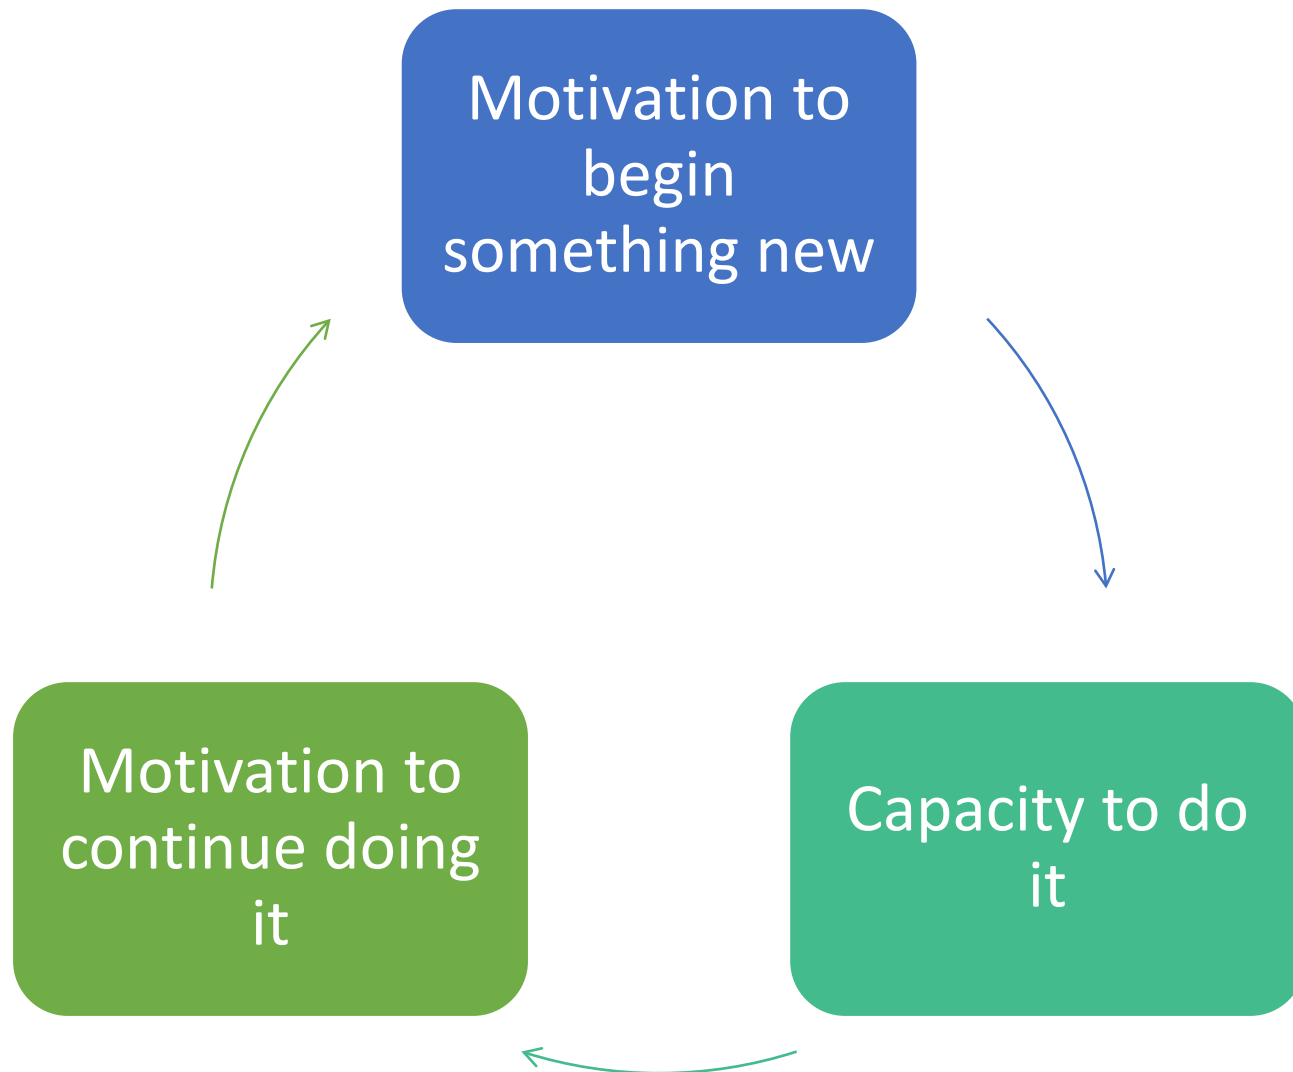 Motivation to
begin
something new
Capacity to do
it
Motivation to
continue doing
it